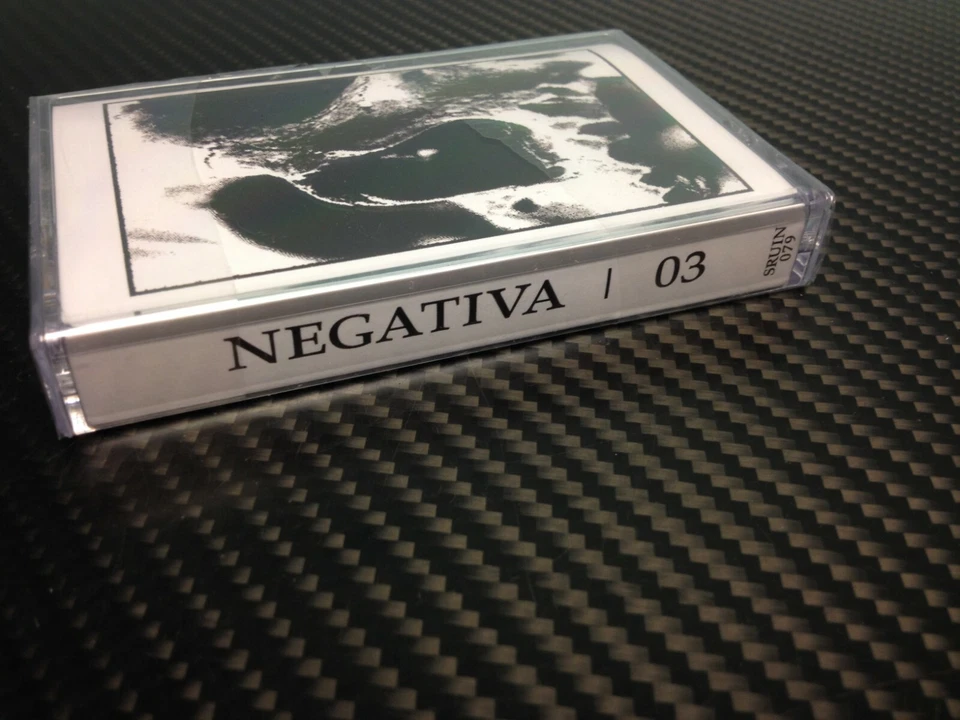 NEGATIVA | 03
SRUIN
079